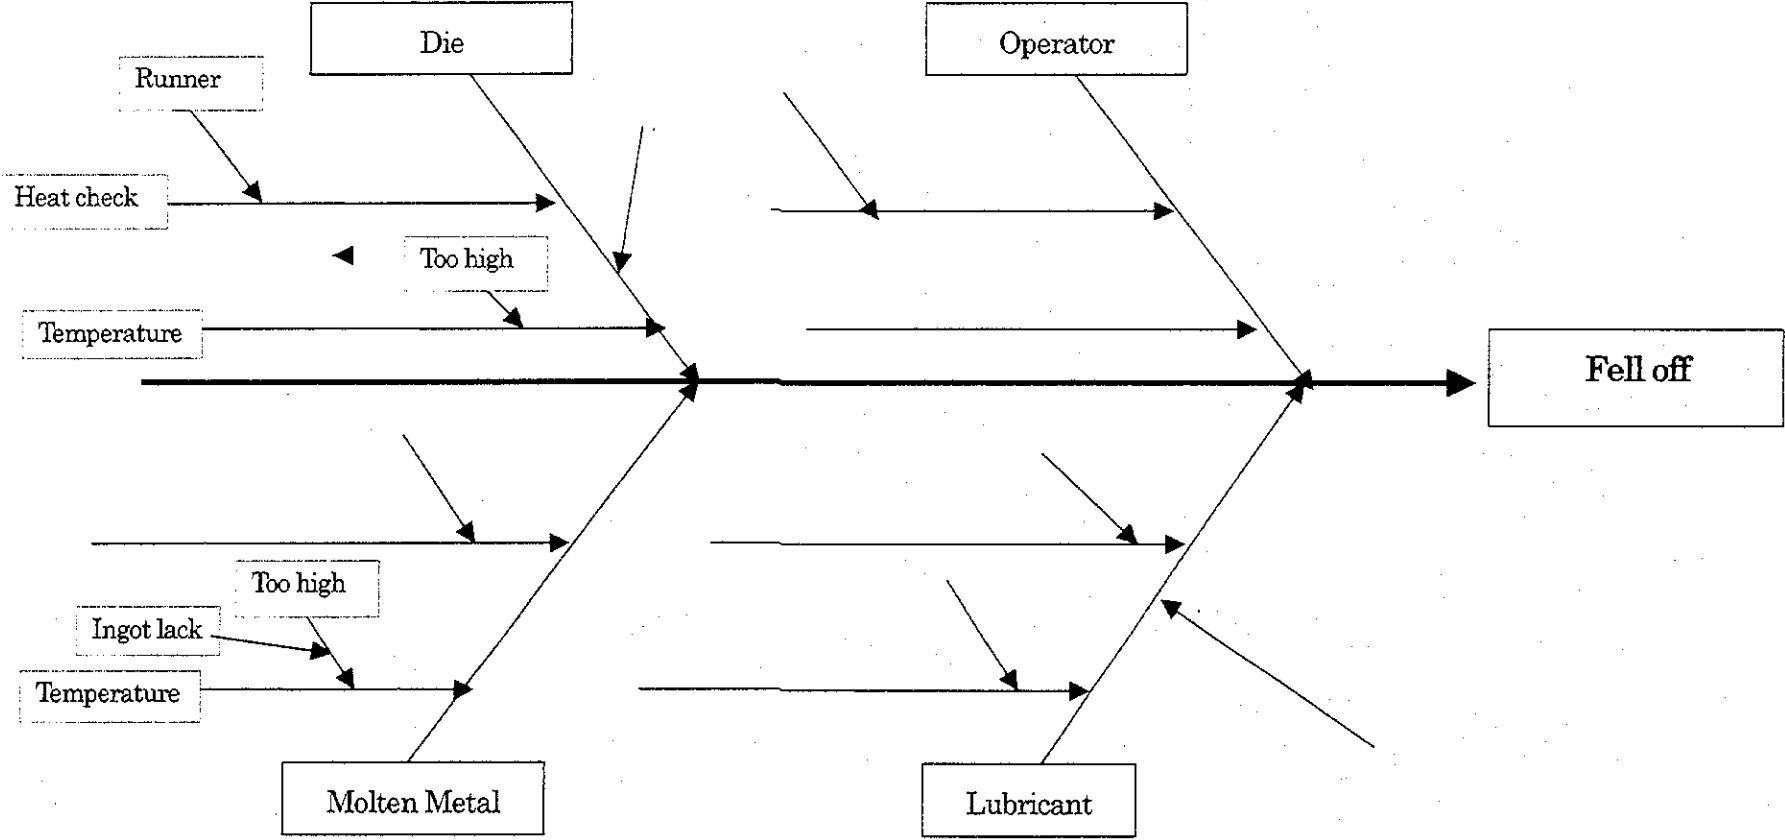 Die
Operator
Runner
Heat check
Too high
Temperature
Fell off
Too high
Ingot lack
Temperature
Molten Metal
Lubricant